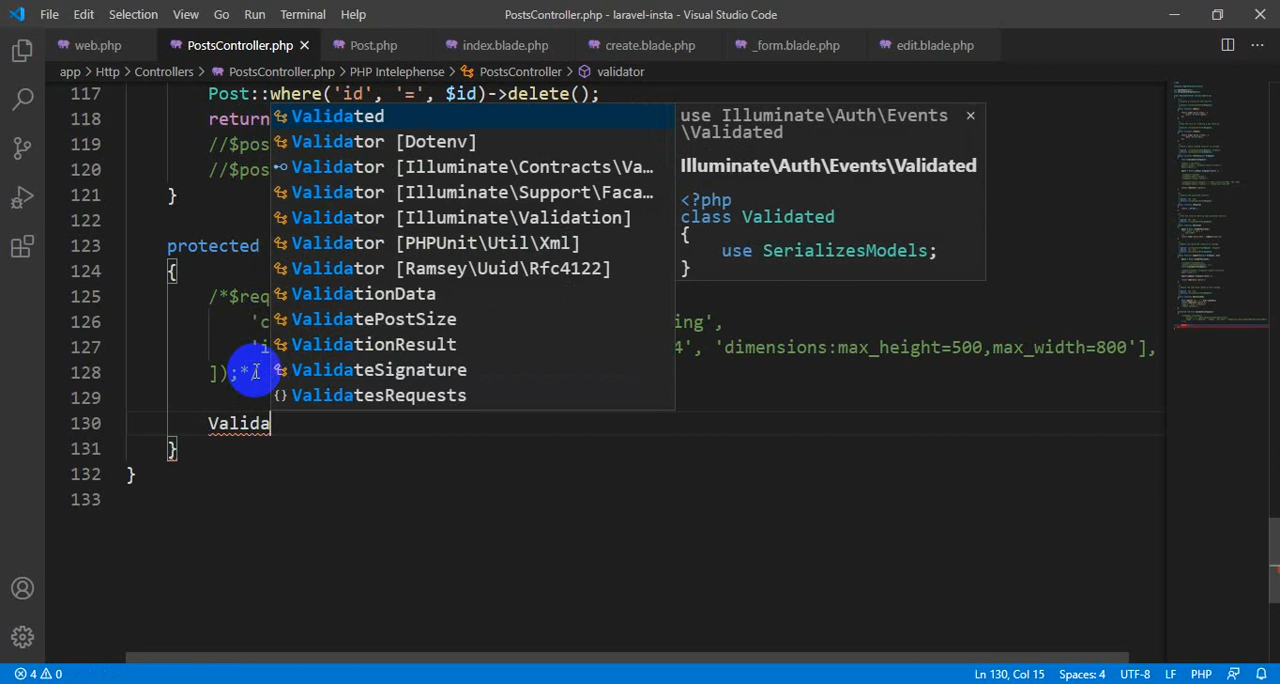 File Edit Selection View Go Run Terminal Help PostsController.php - laravel-insta - Visual Studio Code
web.php PostsController.php Post.php index.blade.php create.blade.php _form.blade.php edit.blade.php
app > Http > Controllers > PostsController.php > PHP Intelephense > PostsController > validator
117 Post::where('id', '=', $id)->delete();
118 return
119 //$pos
120 //$pos
121 }
122
123 protected
124 {
125 /*$req
126 'c ing',
127 'i 4', 'dimensions:max_height=500,max_width=800'],
128 ]);*/
129
130 Valida
131 }
132 }
133
Validated
Validator [Dotenv]
Validator [Illuminate\Contracts\Va...
Validator [Illuminate\Support\Faca...
Validator [Illuminate\Validation]
Validator [PHPUnit\Util\Xml]
Validator [Ramsey\Uuid\Rfc4122]
ValidationData
ValidatePostSize
ValidationResult
ValidateSignature
{} ValidatesRequests
use Illuminate\Auth\Events
\Validated
Illuminate\Auth\Events\Validated
<?php
class Validated
{
use SerializesModels;
}
4 0 Ln 130, Col 15 Spaces: 4 UTF-8 LF PHP